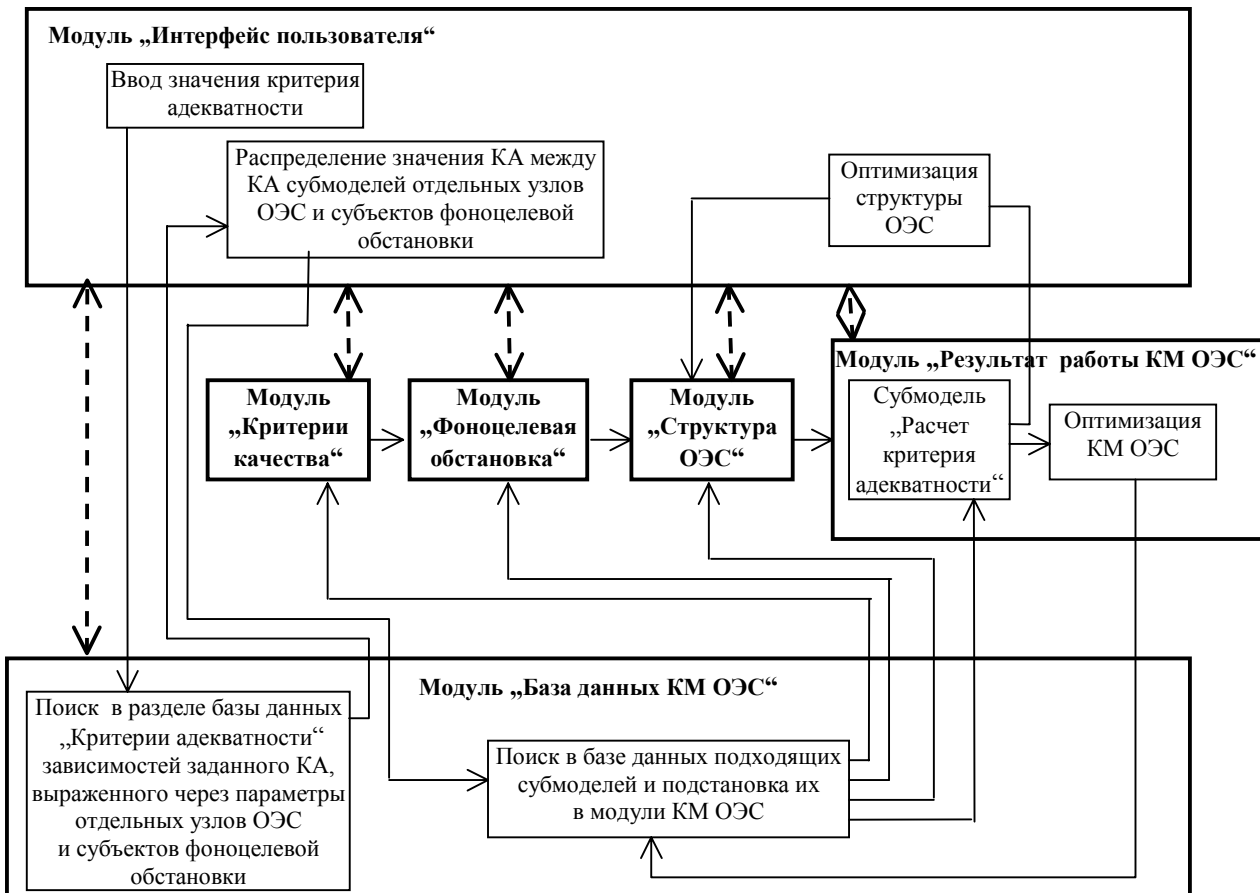 Модуль „Интерфейс пользователя“
Ввод значения критерия
адекватности
Распределение значения КА между
КА субмоделей отдельных узлов
ОЭС и субъектов фоноцелевой
обстановки
Оптимизация
структуры
ОЭС
Модуль
„Критерии
качества“
Модуль
„Фоноцелевая
обстановка“
Модуль
„Структура
ОЭС“
Модуль „Результат работы КМ ОЭС“
Субмодель
„Расчет
критерия
адекватности“
Оптимизация
КМ ОЭС
Модуль „База данных КМ ОЭС“
Поиск в разделе базы данных
„Критерии адекватности“
зависимостей заданного КА,
выраженного через параметры
отдельных узлов ОЭС
и субъектов фоноцелевой
обстановки
Поиск в базе данных подходящих
субмоделей и подстановка их
в модули КМ ОЭС